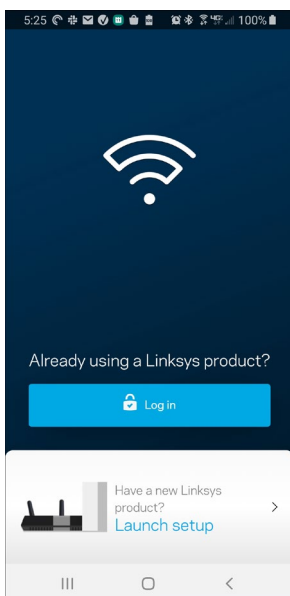 5:25 100%
Already using a Linksys product?
Log in
Have a new Linksys
product?
Launch setup